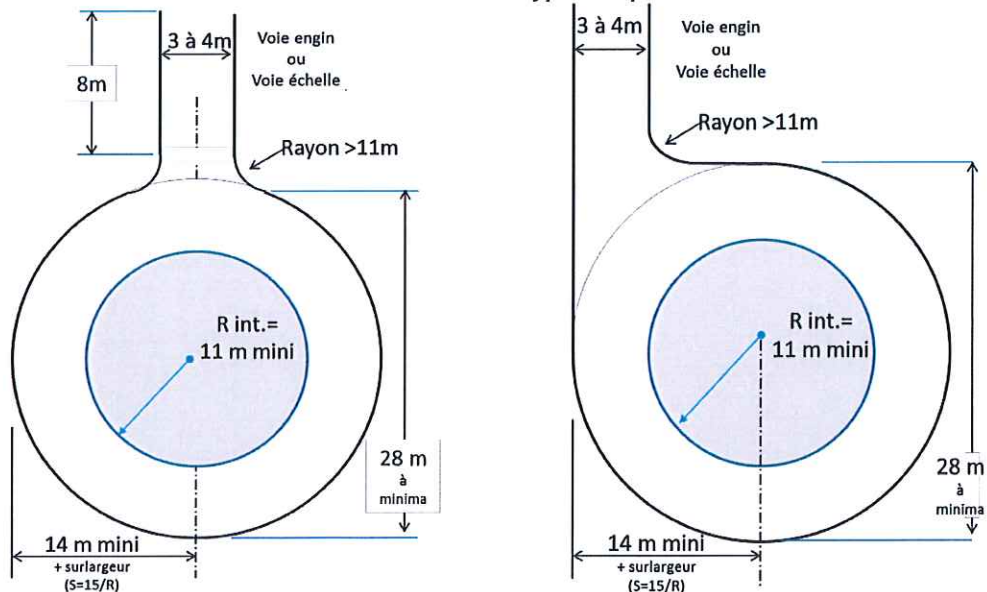 3 à 4m
Voie engin
ou
Voie échelle
8m
Rayon >11m
R int.=
11 m mini
28 m
à
minima
14 m mini
+ surlargeur
(S=15/R)
3 à 4m
Voie engin
ou
Voie échelle
Rayon >11m
R int.=
11 m mini
28 m
à
minima
14 m mini
+ surlargeur
(S=15/R)